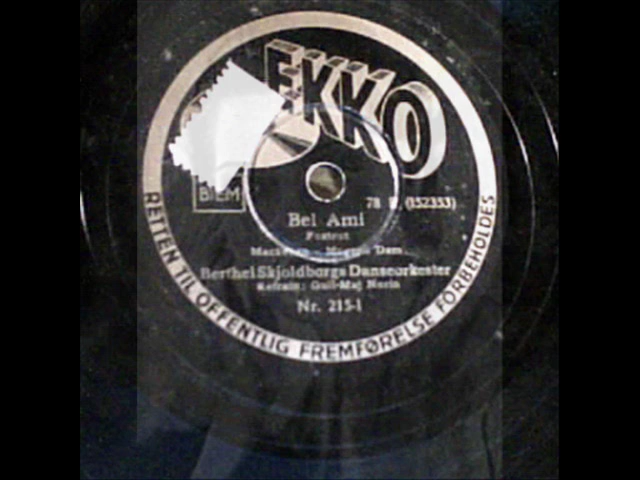 EKKO
BIEM
78 R (152353)
Bel Ami
Foxtrot
Berthel Skjoldborgs Danseorkester
Refrain: Gull-Maj Norin
Nr. 215-1
RETTEN TIL OFFENTLIG FREMFØRELSE FORBEHOLDES